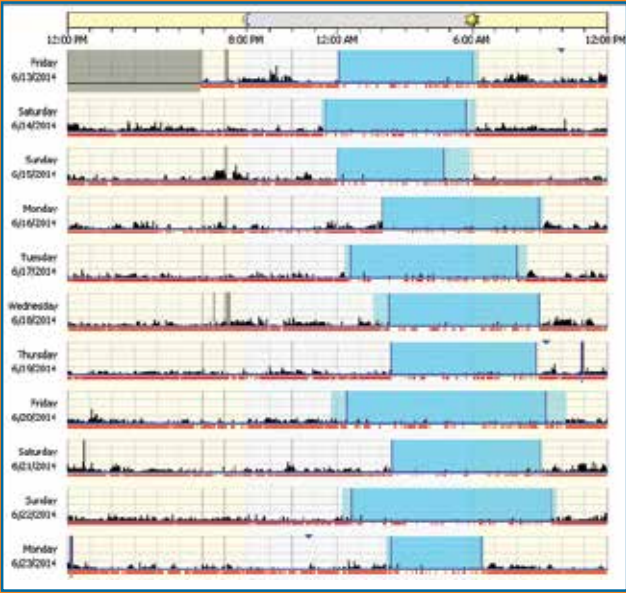 12:00 PM 8:00 PM 12:00 AM 6:00 AM 12:00 PM
Friday
6/13/2014
Saturday
6/14/2014
Sunday
6/15/2014
Monday
6/16/2014
Tuesday
6/17/2014
Wednesday
6/18/2014
Thursday
6/19/2014
Friday
6/20/2014
Saturday
6/21/2014
Sunday
6/22/2014
Monday
6/23/2014